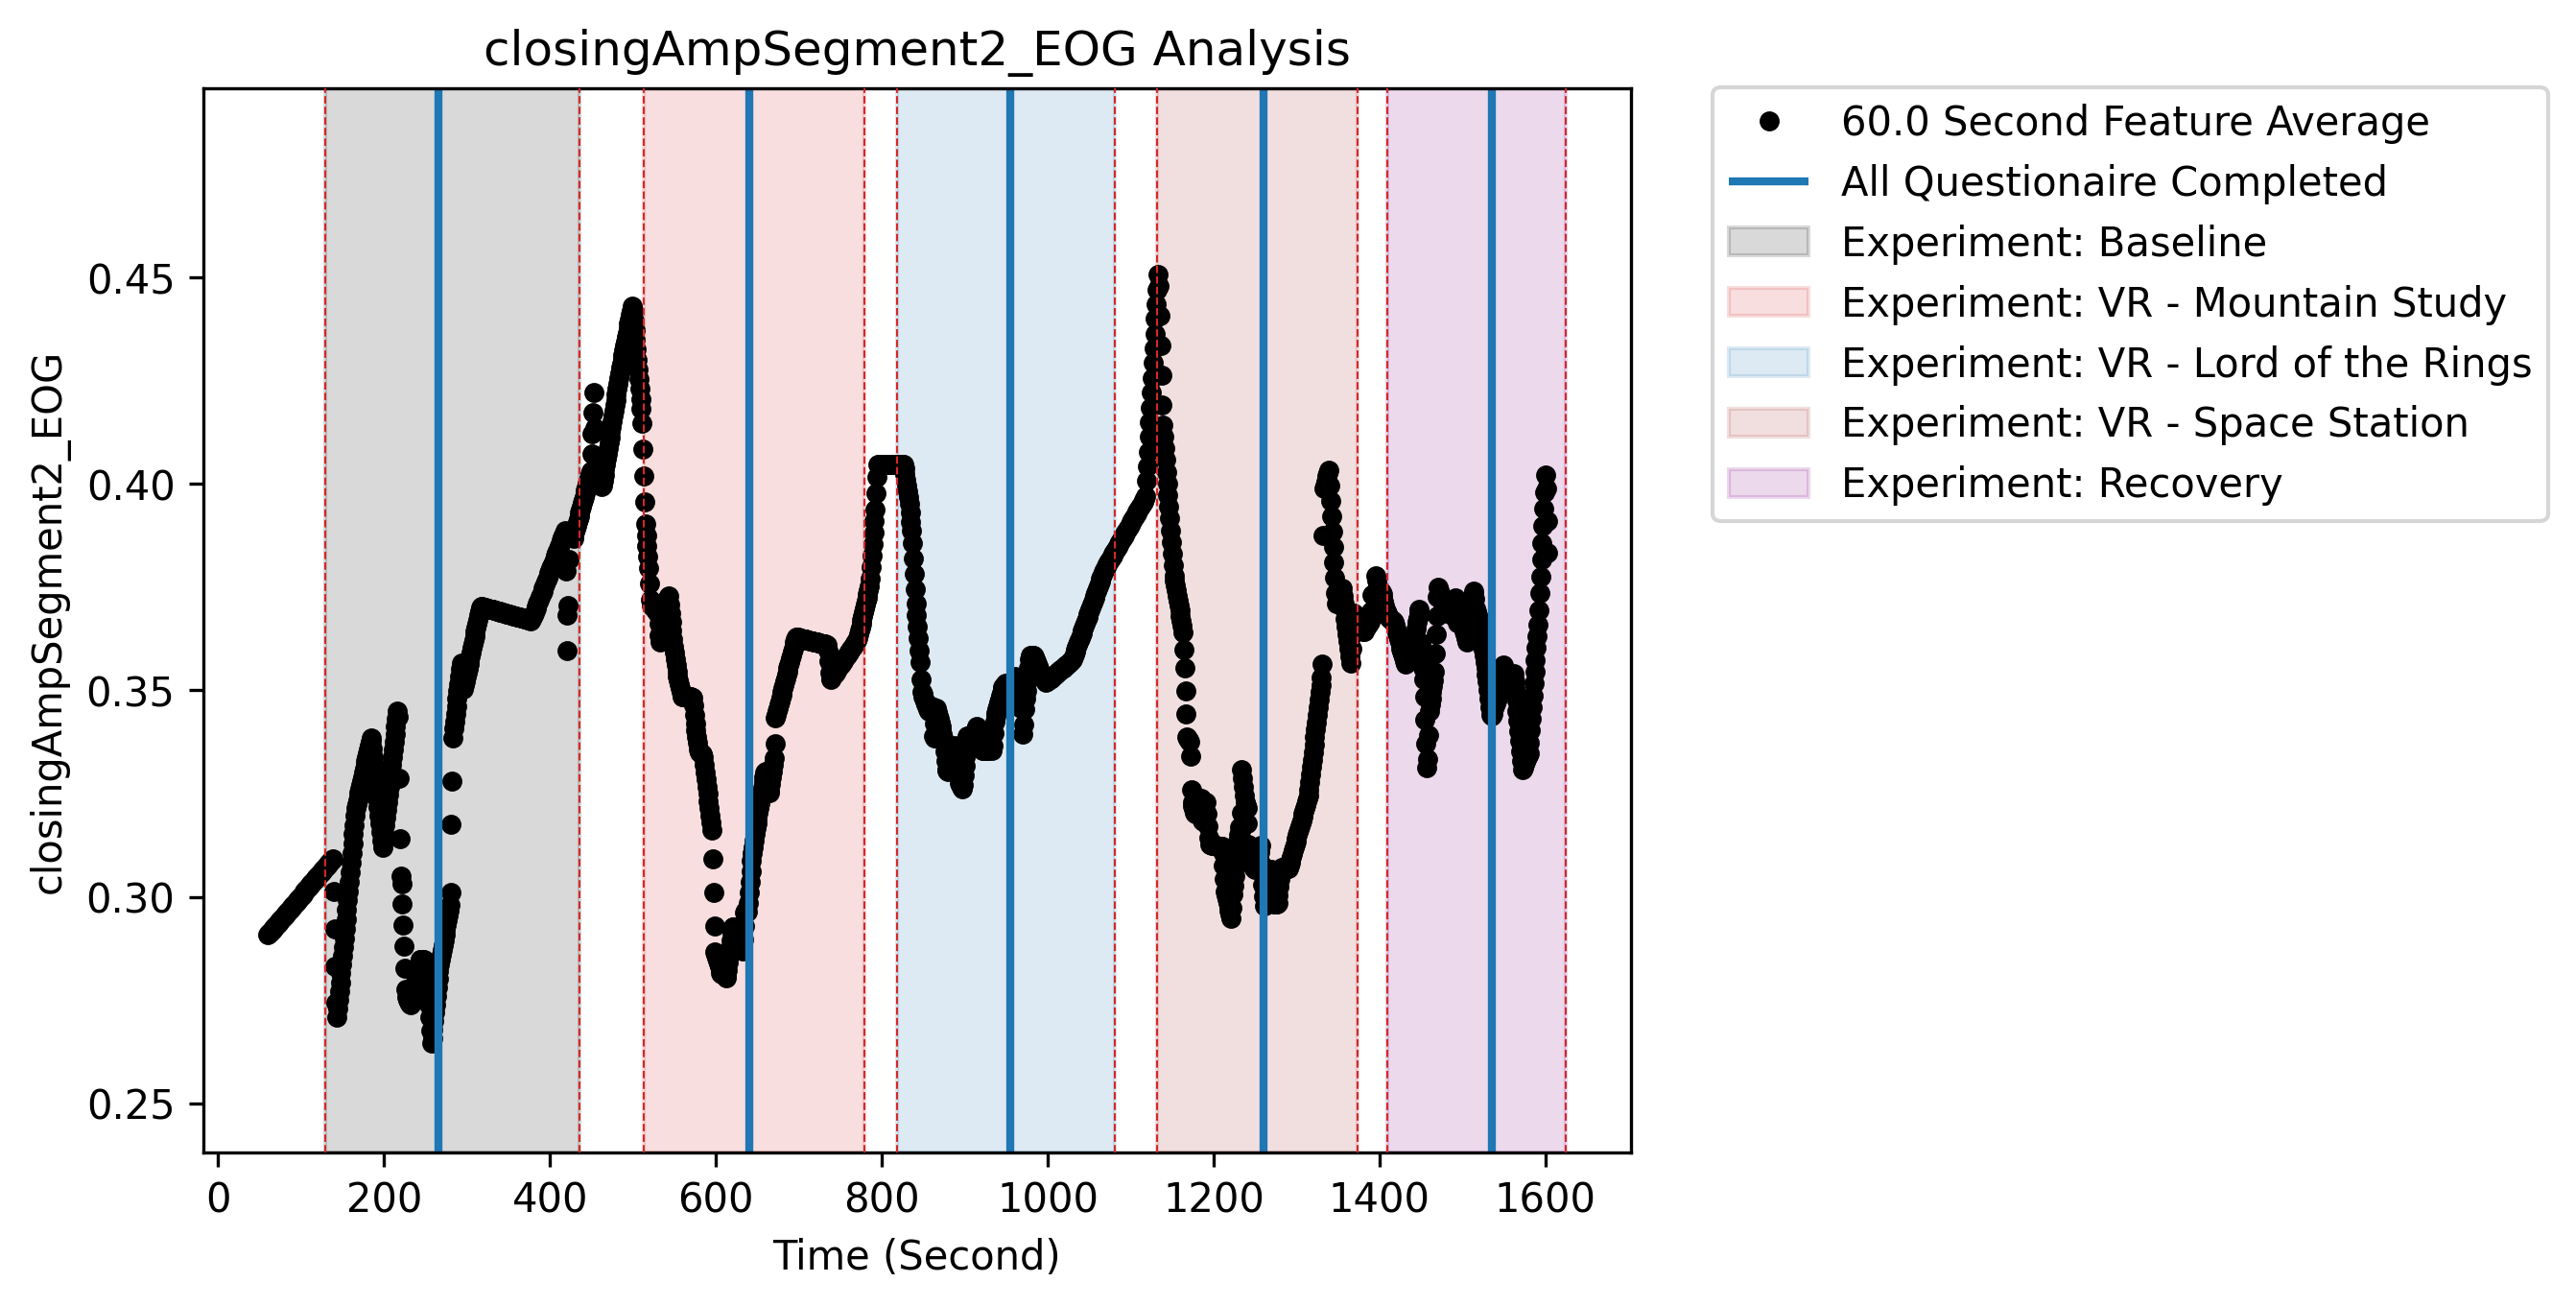 closingAmpSegment2_EOG Analysis
closingAmpSegment2_EOG
0.45
0.40
0.35
0.30
0.25
0 200 400 600 800 1000 1200 1400 1600
Time (Second)
60.0 Second Feature Average
All Questionaire Completed
Experiment: Baseline
Experiment: VR - Mountain Study
Experiment: VR - Lord of the Rings
Experiment: VR - Space Station
Experiment: Recovery